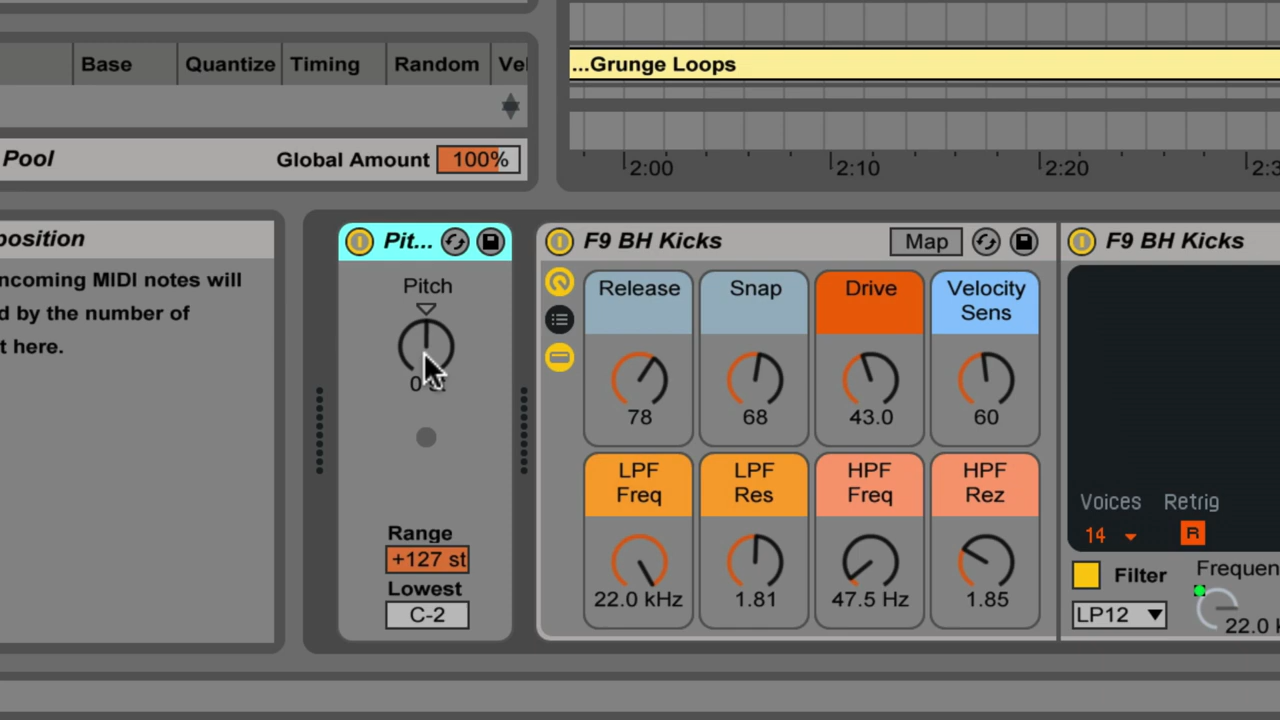 Base
Quantize
Timing
Random
Vel
...Grunge Loops
Pool
Global Amount
100%
2:00
2:10
2:20
2:3
position
ncoming MIDI notes will
d by the number of
t here.
Pit...
Pitch
Range
+127 st
Lowest
C-2
F9 BH Kicks
Map
Release
Snap
Drive
Velocity
Sens
78
68
43.0
60
LPF
Freq
LPF
Res
HPF
Freq
HPF
Rez
22.0 kHz
1.81
47.5 Hz
1.85
F9 BH Kicks
Voices
Retrig
14
R
Filter
Frequen
LP12
22.0 k